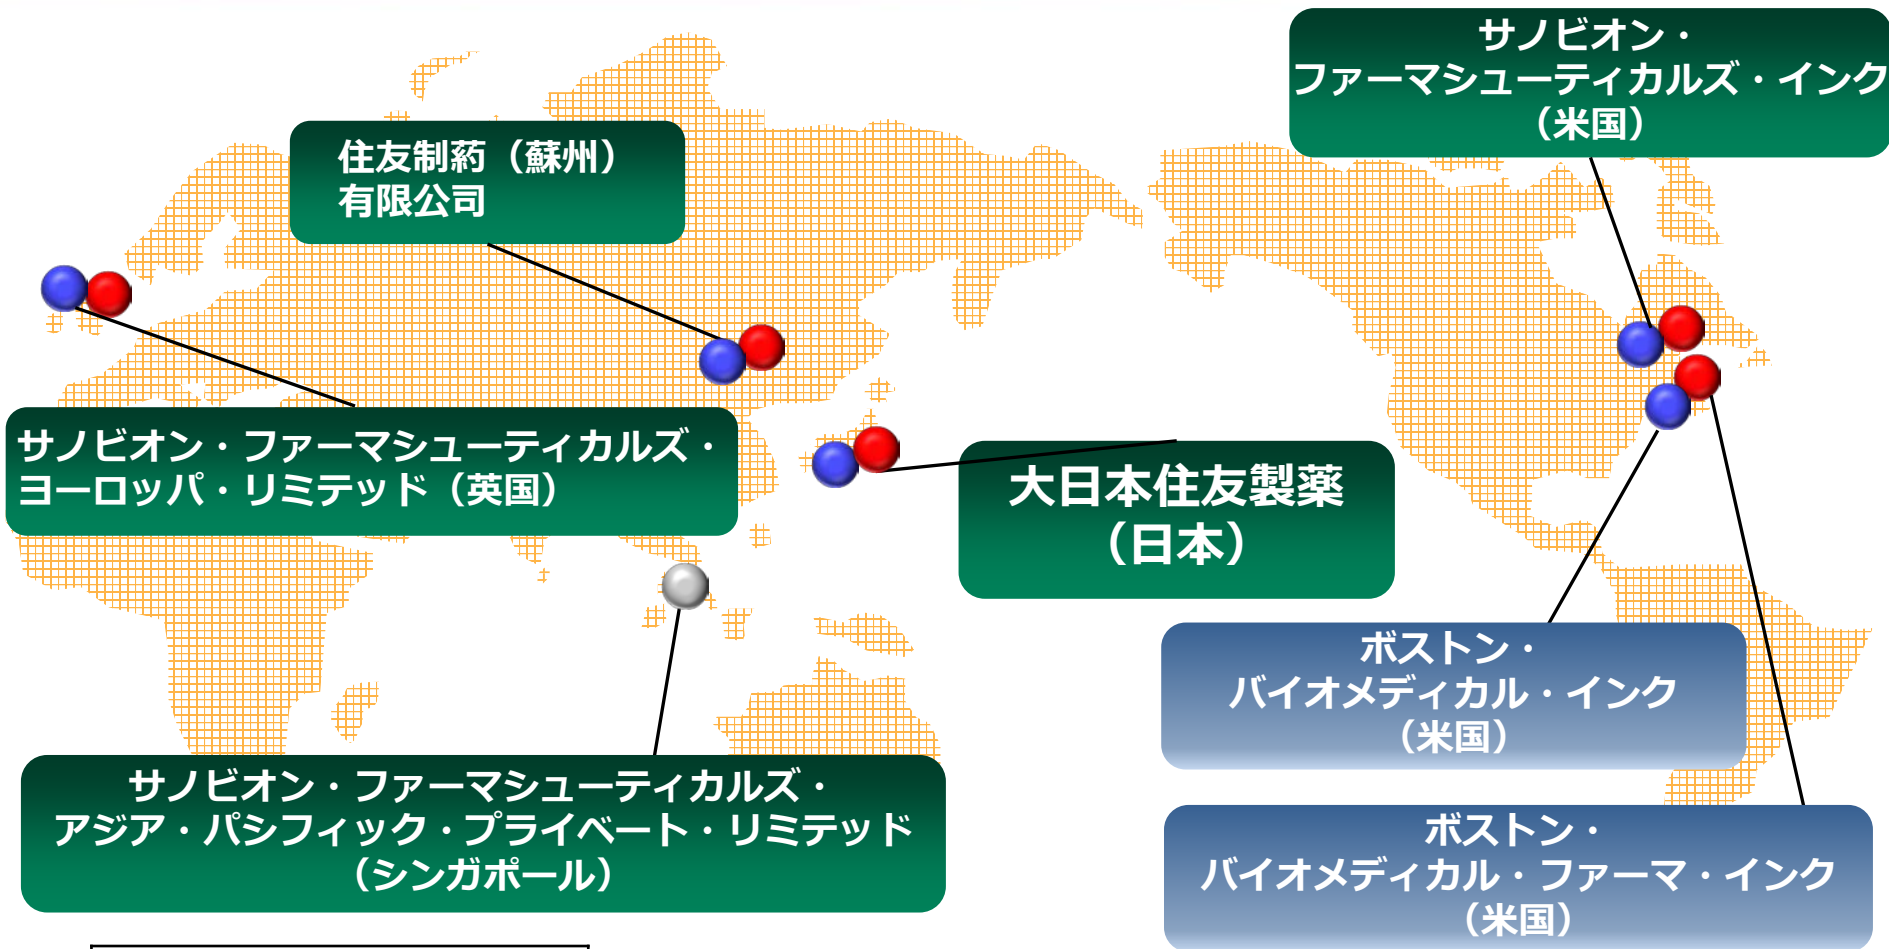 サノビオン・
ファーマシューティカルズ・インク
（米国）
住友制葯（蘇州）
有限公司
サノビオン・ファーマシューティカルズ・
ヨーロッパ・リミテッド（英国）
大日本住友製薬
（日本）
ボストン・
バイオメディカル・インク
（米国）
サノビオン・ファーマシューティカルズ・
アジア・パシフィック・プライベート・リミテッド
（シンガポール）
ボストン・
バイオメディカル・ファーマ・インク
（米国）